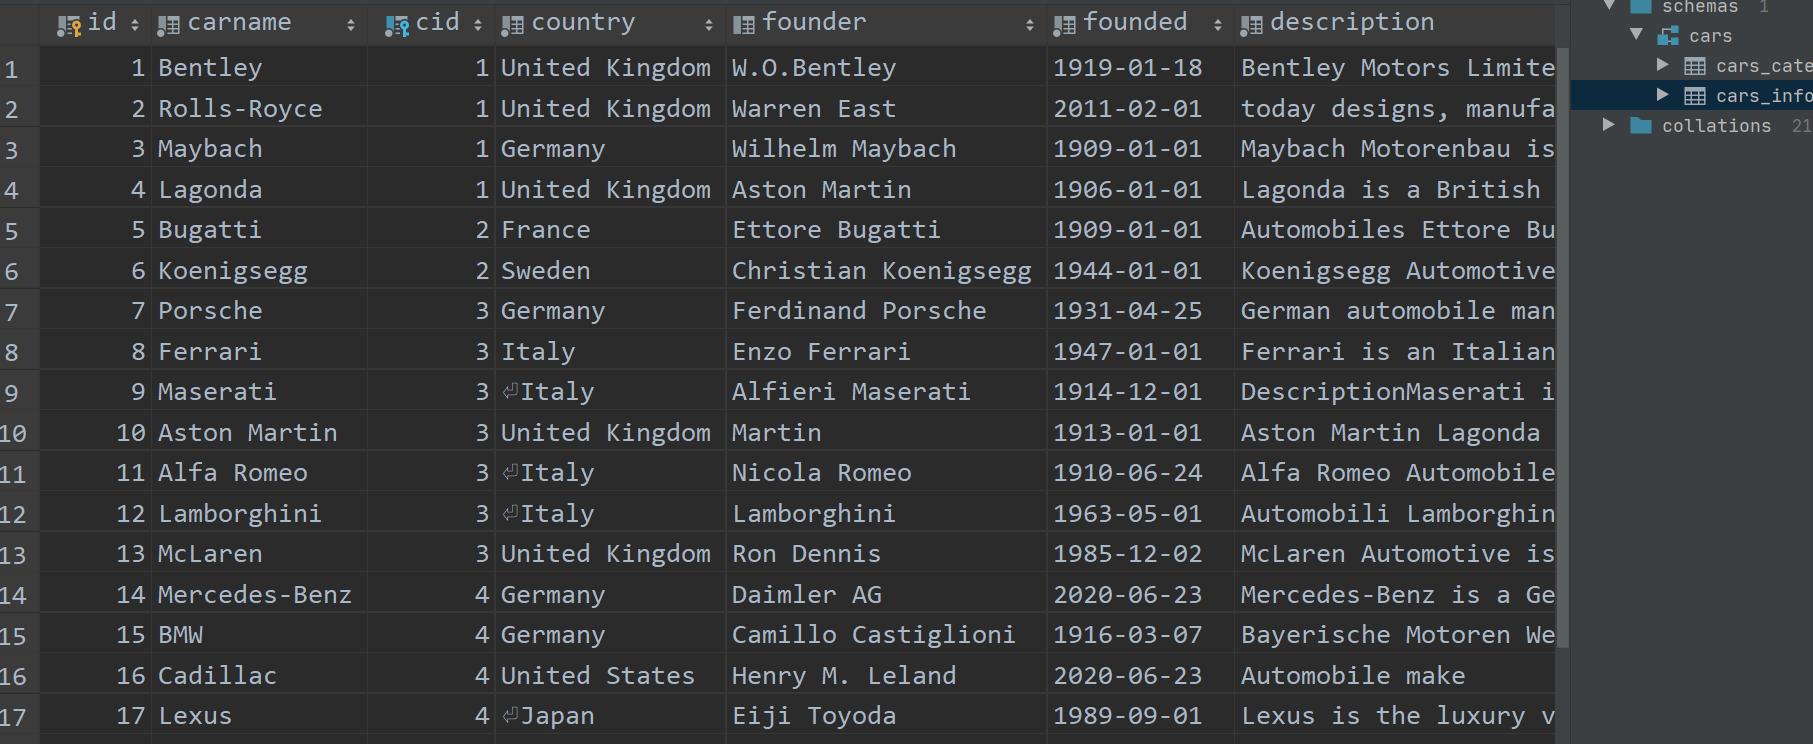 id carname cid country founder founded description
1 1 Bentley 1 United Kingdom W.O.Bentley 1919-01-18 Bentley Motors Limite
2 2 Rolls-Royce 1 United Kingdom Warren East 2011-02-01 today designs, manufa
3 3 Maybach 1 Germany Wilhelm Maybach 1909-01-01 Maybach Motorenbau is
4 4 Lagonda 1 United Kingdom Aston Martin 1906-01-01 Lagonda is a British
5 5 Bugatti 2 France Ettore Bugatti 1909-01-01 Automobiles Ettore Bu
6 6 Koenigsegg 2 Sweden Christian Koenigsegg 1944-01-01 Koenigsegg Automotive
7 7 Porsche 3 Germany Ferdinand Porsche 1931-04-25 German automobile man
8 8 Ferrari 3 Italy Enzo Ferrari 1947-01-01 Ferrari is an Italian
9 9 Maserati 3 ⏎Italy Alfieri Maserati 1914-12-01 DescriptionMaserati i
10 10 Aston Martin 3 United Kingdom Martin 1913-01-01 Aston Martin Lagonda
11 11 Alfa Romeo 3 ⏎Italy Nicola Romeo 1910-06-24 Alfa Romeo Automobile
12 12 Lamborghini 3 ⏎Italy Lamborghini 1963-05-01 Automobili Lamborghin
13 13 McLaren 3 United Kingdom Ron Dennis 1985-12-02 McLaren Automotive is
14 14 Mercedes-Benz 4 Germany Daimler AG 2020-06-23 Mercedes-Benz is a Ge
15 15 BMW 4 Germany Camillo Castiglioni 1916-03-07 Bayerische Motoren We
16 16 Cadillac 4 United States Henry M. Leland 2020-06-23 Automobile make
17 17 Lexus 4 ⏎Japan Eiji Toyoda 1989-09-01 Lexus is the luxury v
schemas 1
cars
cars_cate
cars_info
collations 21